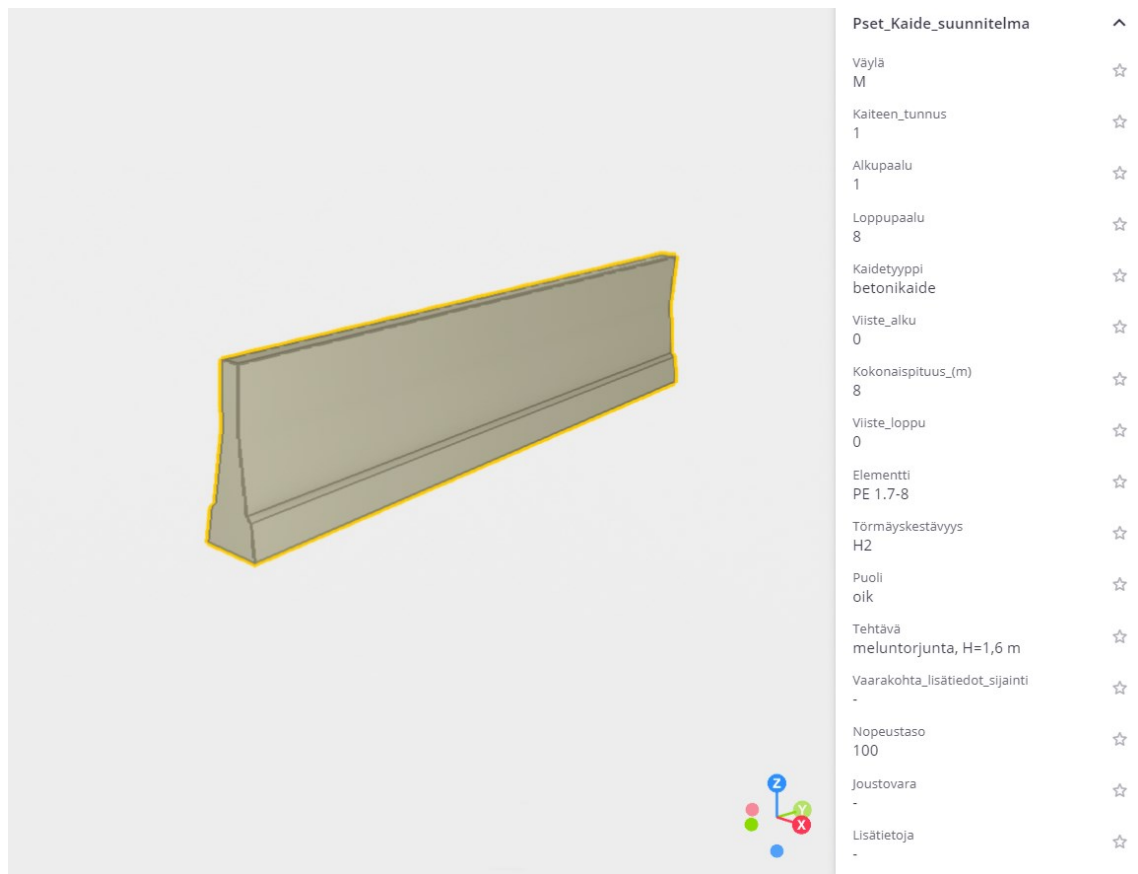 Pset_Kaide_suunnitelma
Väylä
M
Kaiteen_tunnus
1
Alkupaalu
1
Loppupaalu
8
Kaidetyyppi
betonikaide
Viiste_alku
0
Kokonaispituus_(m)
8
Viiste_loppu
0
Elementti
PE 1.7-8
Törmäyskestävyys
H2
Puoli
oik
Tehtävä
meluntorjunta, H=1,6 m
Vaarakohta_lisätiedot_sijainti
-
Nopeustaso
100
Joustovara
-
Lisätietoja
-
Z
Y
X